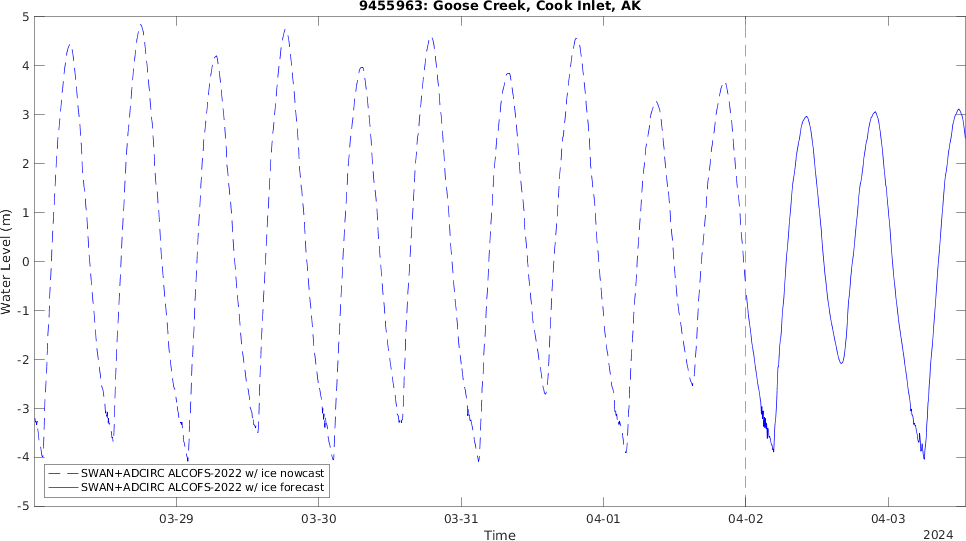 9455963: Goose Creek, Cook Inlet, AK
5
4
3
2
1
0
-1
-2
-3
-4
-5
Water Level (m)
SWAN+ADCIRC ALCOFS-2022 w/ ice nowcast
SWAN+ADCIRC ALCOFS-2022 w/ ice forecast
03-29 03-30 03-31 04-01 04-02 04-03
Time
2024